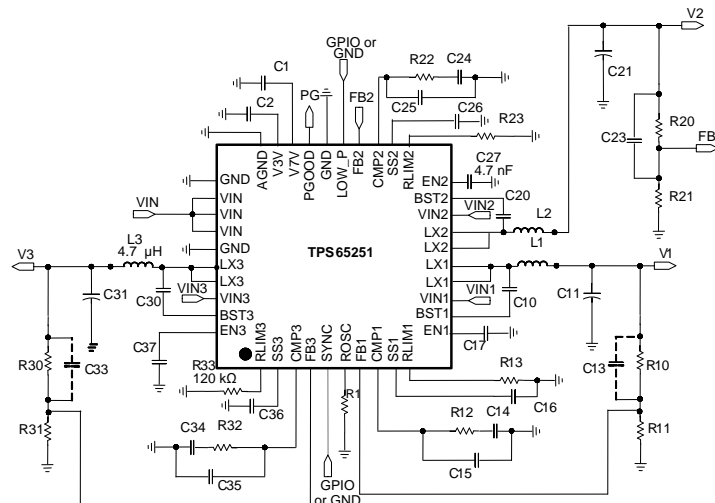 V2
GPIO or
GND
R22
C24
C1
C21
PG
C25
FB2
C2
C26
R20
R23
C23
FB
AGND
V3V
V7V
PGOOD
GND
LOW_P
FB2
CMP2
SS2
RLIM2
C27
4.7 nF
GND
EN2
VIN
BST2
C20
R21
VIN
VIN
VIN2
VIN2
VIN
L2
GND
LX2
L3
4.7 µH
TPS65251
LX2
L1
V3
LX3
LX1
V1
LX3
LX1
C31
C30
VIN3
VIN3
VIN1
VIN1
C10
C11
BST3
BST1
EN3
EN1
C17
C37
RLIM3
SS3
CMP3
SYNC
FB3
ROSC
FB1
CMP1
SS1
RLIM1
R30
C33
R33
120 kΩ
R13
C13
R10
R1
C36
C16
R31
C34
R32
R12
C14
R11
C35
C15
GPIO
or GND